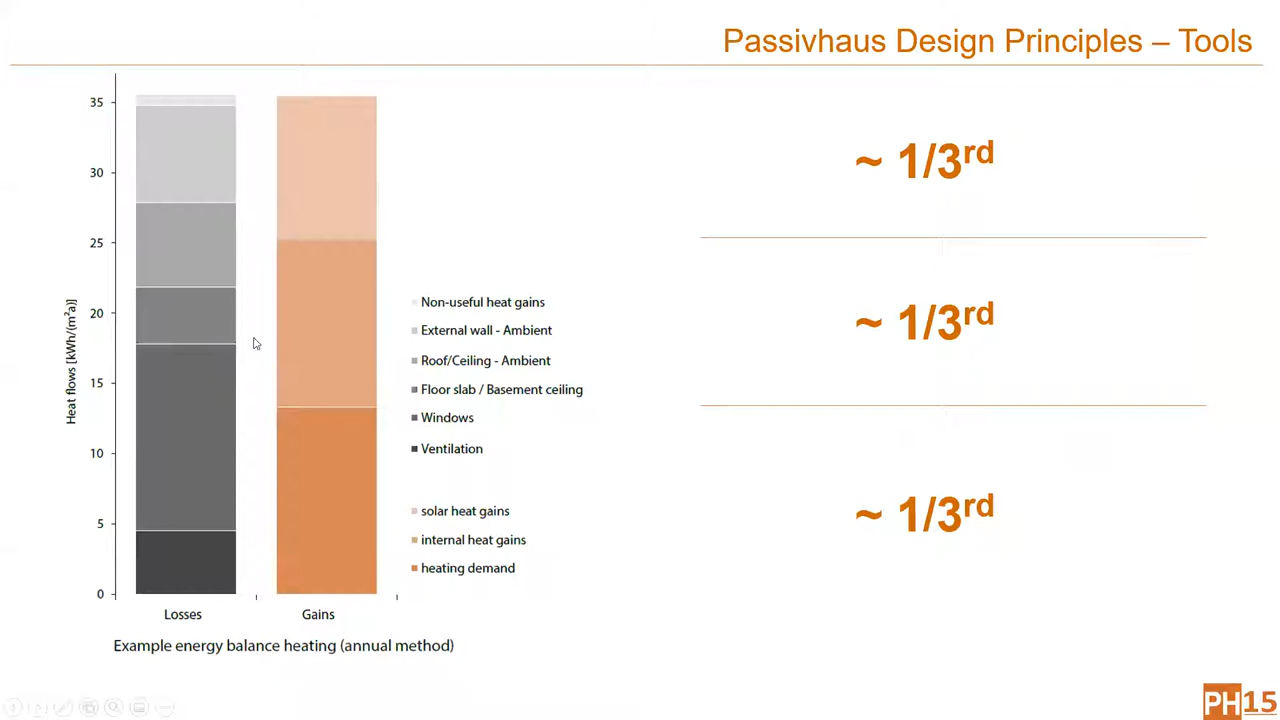 Passivhaus Design Principles – Tools
35
30
25
20
15
10
5
0
Heat flows [kWh/(m²a)]
Losses
Gains
Non-useful heat gains
External wall - Ambient
Roof/Ceiling - Ambient
Floor slab / Basement ceiling
Windows
Ventilation
solar heat gains
internal heat gains
heating demand
Example energy balance heating (annual method)
~ 1/3rd
~ 1/3rd
~ 1/3rd
PH15